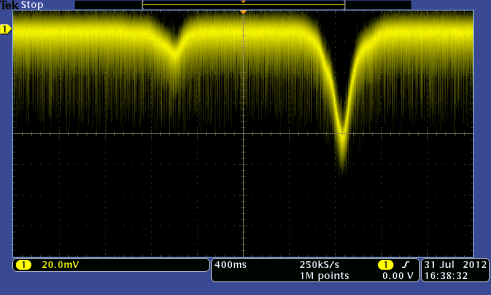 Tek Stop
1
1 20.0mV
400ms 250kS/s 1 31 Jul 2012
1M points 0.00 V 16:38:32